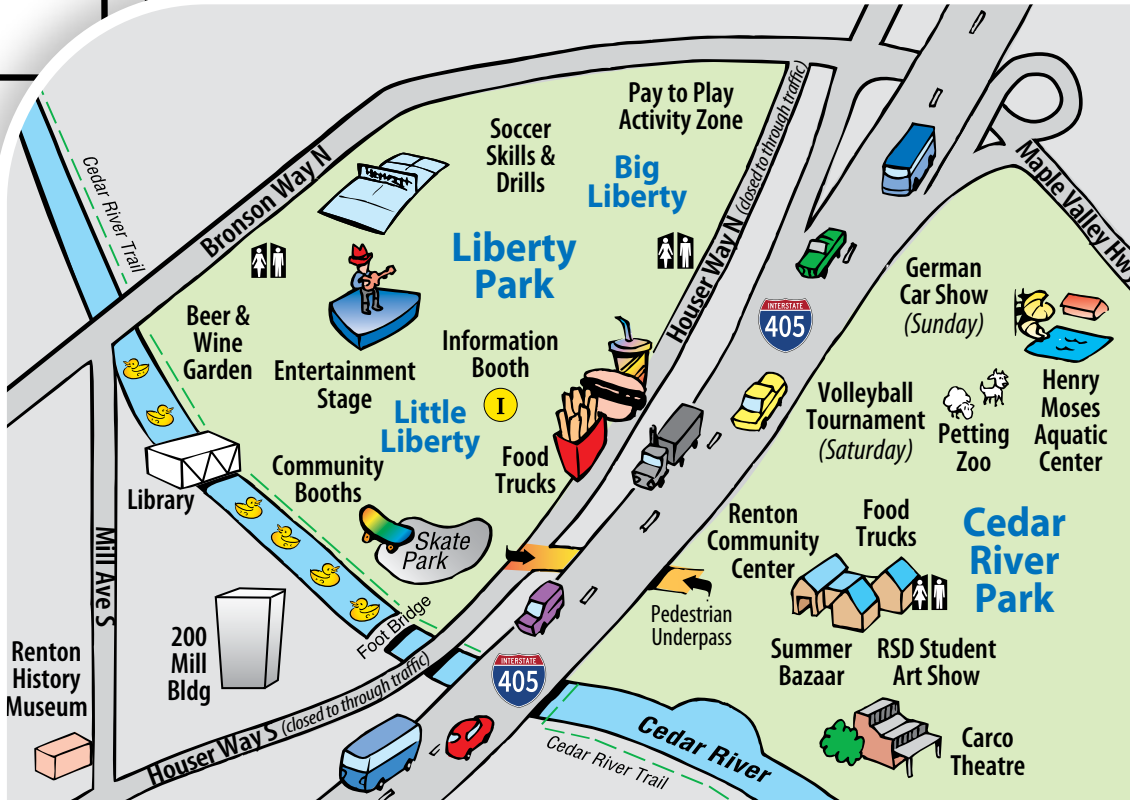 Cedar River Trail
Bronson Way N
Soccer
Skills &
Drills
Pay to Play
Activity Zone
Big
Liberty
Liberty
Park
Houser Way N (closed to through traffic)
Maple Valley Hwy
Beer &
Wine
Garden
Entertainment
Stage
Information
Booth
I
Little
Liberty
Food
Trucks
Community
Booths
Skate
Park
Library
Mill Ave S
200
Mill
Bldg
Renton
History
Museum
Foot Bridge
Houser Way S (closed to through traffic)
INTERSTATE
405
INTERSTATE
405
German
Car Show
(Sunday)
Volleyball
Tournament
(Saturday)
Petting
Zoo
Henry
Moses
Aquatic
Center
Renton
Community
Center
Food
Trucks
Cedar
River
Park
Pedestrian
Underpass
Summer
Bazaar
RSD Student
Art Show
Carco
Theatre
Cedar River
Cedar River Trail